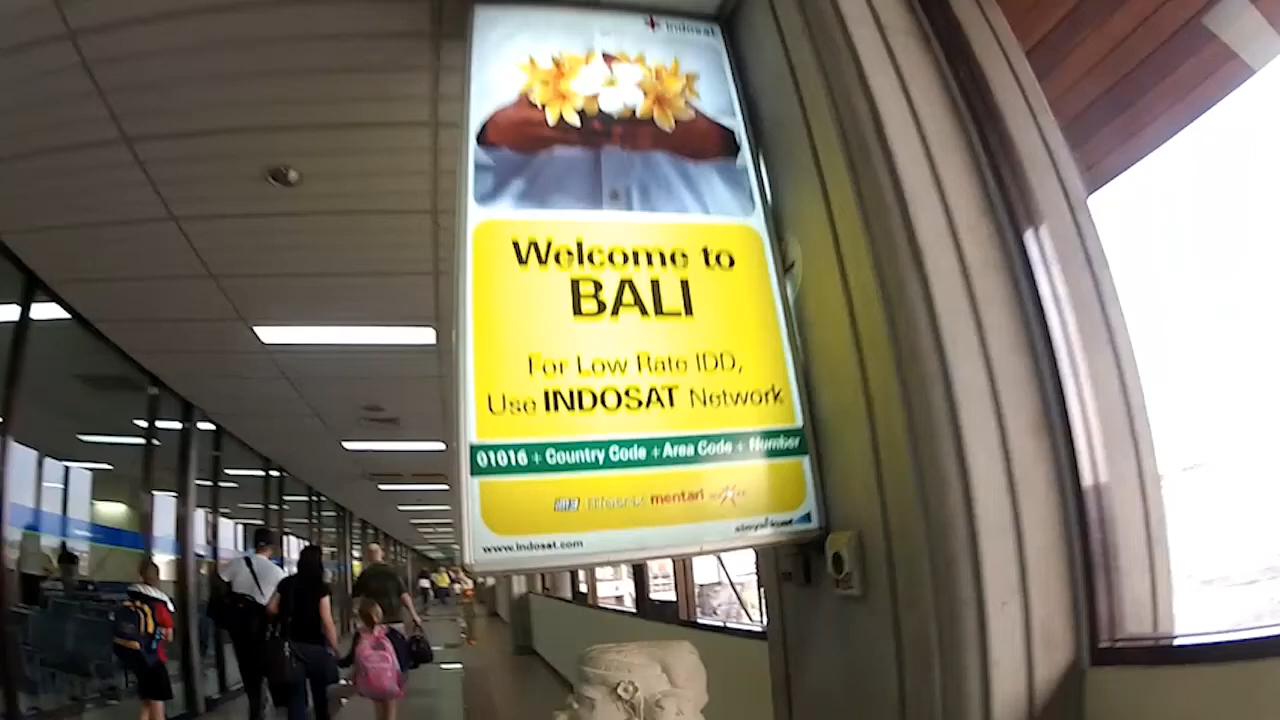 indosat
Welcome to
BALI
For Low Rate IDD,
Use INDOSAT Network
01016 + Country Code + Area Code + Number
mentari
www.indosat.com